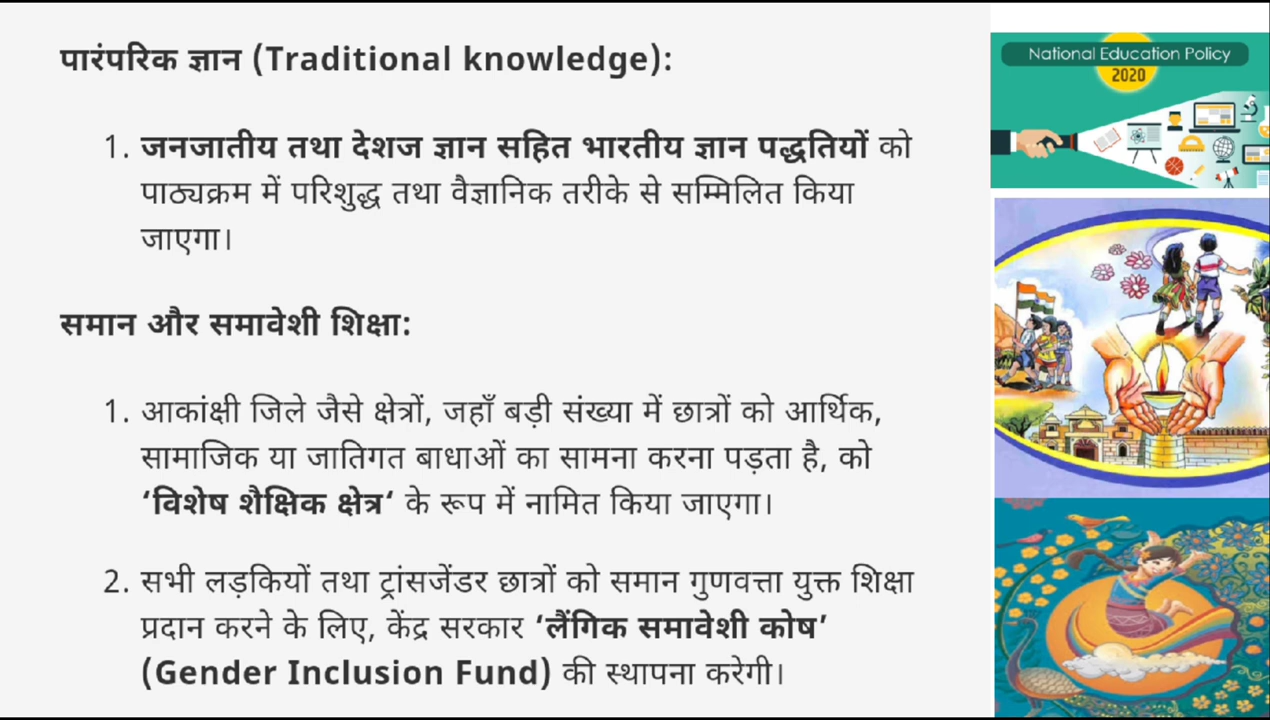 पारंपरिक ज्ञान (Traditional knowledge):
1. जनजातीय तथा देशज ज्ञान सहित भारतीय ज्ञान पद्धतियों को
पाठ्यक्रम में परिशुद्ध तथा वैज्ञानिक तरीके से सम्मिलित किया
जाएगा।
समान और समावेशी शिक्षा:
1. आकांक्षी जिले जैसे क्षेत्रों, जहाँ बड़ी संख्या में छात्रों को आर्थिक,
सामाजिक या जातिगत बाधाओं का सामना करना पड़ता है, को
‘विशेष शैक्षिक क्षेत्र‘ के रूप में नामित किया जाएगा।
2. सभी लड़कियों तथा ट्रांसजेंडर छात्रों को समान गुणवत्ता युक्त शिक्षा
प्रदान करने के लिए, केंद्र सरकार ‘लैंगिक समावेशी कोष’
(Gender Inclusion Fund) की स्थापना करेगी।
National Education Policy
2020